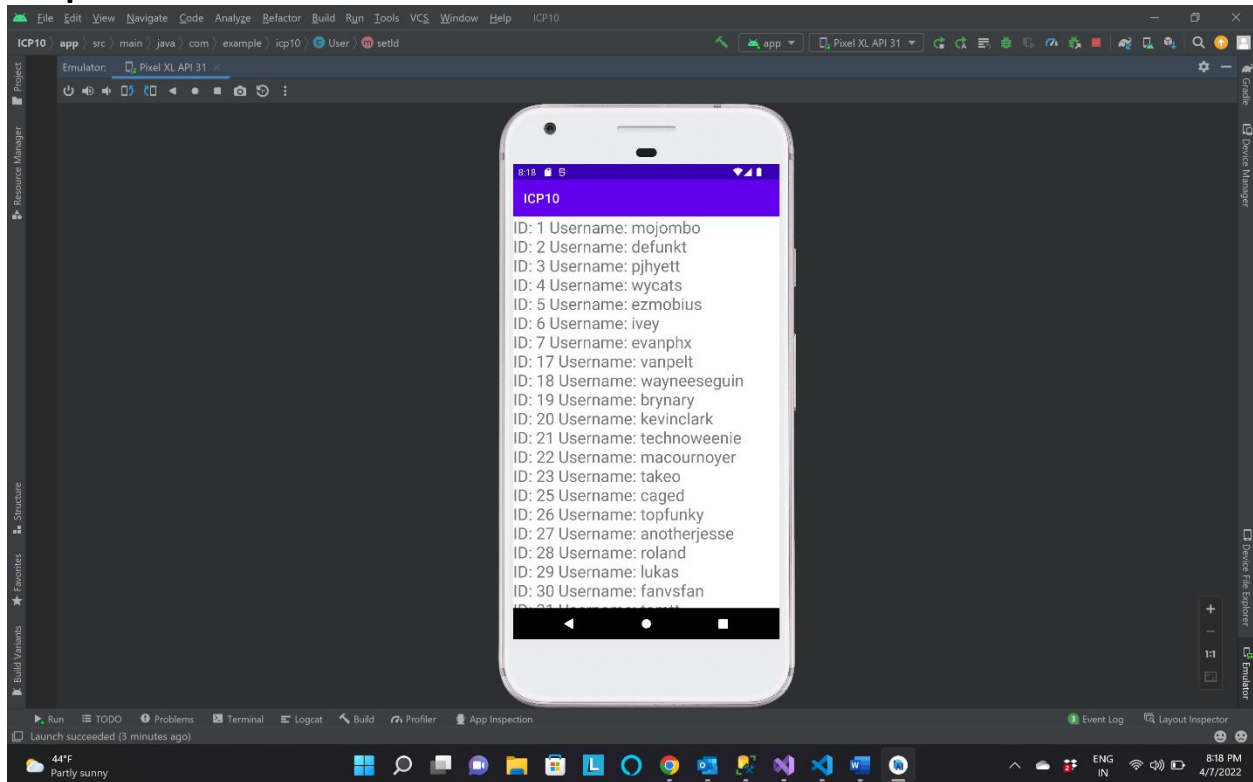 File Edit View Navigate Code Analyze Refactor Build Run Tools VCS Window Help ICP10
ICP10 app src main java com example icp10 User setId app Pixel XL API 31
Emulator: Pixel XL API 31
Project
Resource Manager
Structure
Favorites
Build Variants
Gradle
Device Manager
Device File Explorer
Emulator
8:18
ICP10
ID: 1 Username: mojombo
ID: 2 Username: defunkt
ID: 3 Username: pjhyett
ID: 4 Username: wycats
ID: 5 Username: ezmobius
ID: 6 Username: ivey
ID: 7 Username: evanphx
ID: 17 Username: vanpelt
ID: 18 Username: wayneeseguin
ID: 19 Username: brynary
ID: 20 Username: kevinclark
ID: 21 Username: technoweenie
ID: 22 Username: macournoyer
ID: 23 Username: takeo
ID: 25 Username: caged
ID: 26 Username: topfunky
ID: 27 Username: anotherjesse
ID: 28 Username: roland
ID: 29 Username: lukas
ID: 30 Username: fanvsfan
1:1
Run TODO Problems Terminal Logcat Build Profiler App Inspection 3 Event Log Layout Inspector
Launch succeeded (3 minutes ago)
44°F
Partly sunny
ENG
IN
8:18 PM
4/7/2022